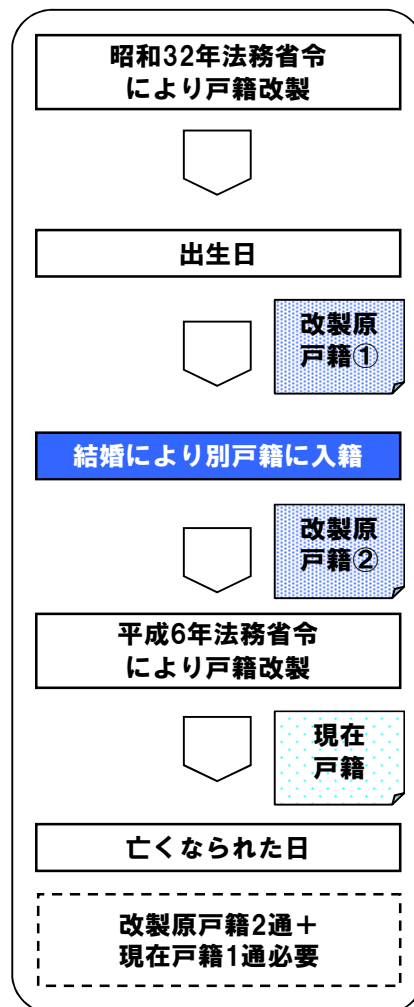 昭和32年法務省令
により戸籍改製
出生日
改製原
戸籍①
結婚により別戸籍に入籍
改製原
戸籍②
平成6年法務省令
により戸籍改製
現在
戸籍
亡くなられた日
改製原戸籍2通＋
現在戸籍1通必要